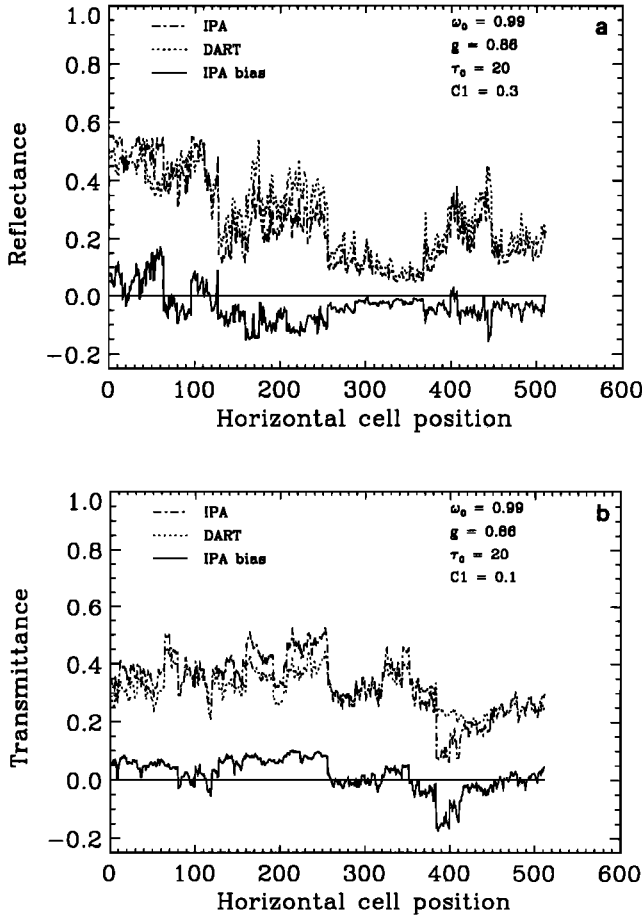 a
IPA
DART
IPA bias
ω₀ = 0.99
g = 0.86
τ₀ = 20
C1 = 0.3
Reflectance
1.0
0.8
0.6
0.4
0.2
0.0
−0.2
0 100 200 300 400 500 600
Horizontal cell position
b
IPA
DART
IPA bias
ω₀ = 0.99
g = 0.86
τ₀ = 20
C1 = 0.1
Transmittance
1.0
0.8
0.6
0.4
0.2
0.0
−0.2
0 100 200 300 400 500 600
Horizontal cell position